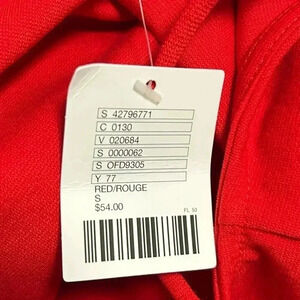 S 42796771
C 0130
V 020684
S 0000062
S OFD9305
Y 77
RED/ROUGE
S
$54.00
FL 50